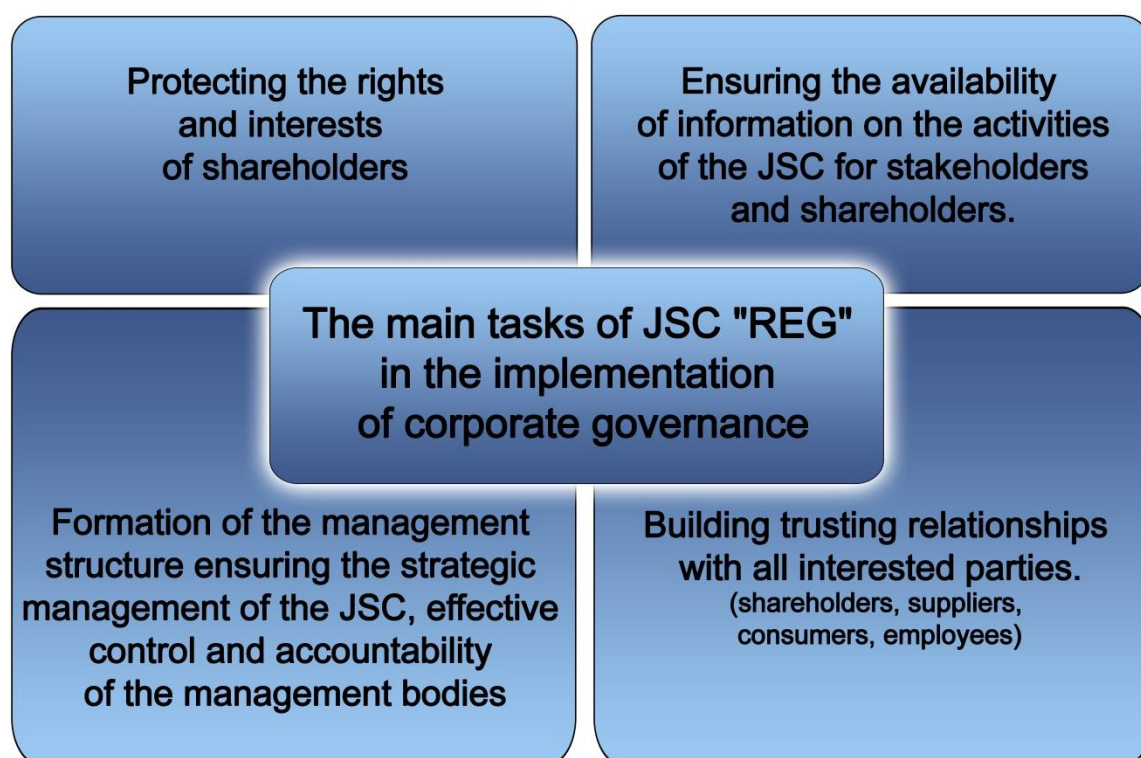 Protecting the rights
and interests
of shareholders
Ensuring the availability
of information on the activities
of the JSC for stakeholders
and shareholders.
The main tasks of JSC "REG"
in the implementation
of corporate governance
Formation of the management
structure ensuring the strategic
management of the JSC, effective
control and accountability
of the management bodies
Building trusting relationships
with all interested parties.
(shareholders, suppliers,
consumers, employees)